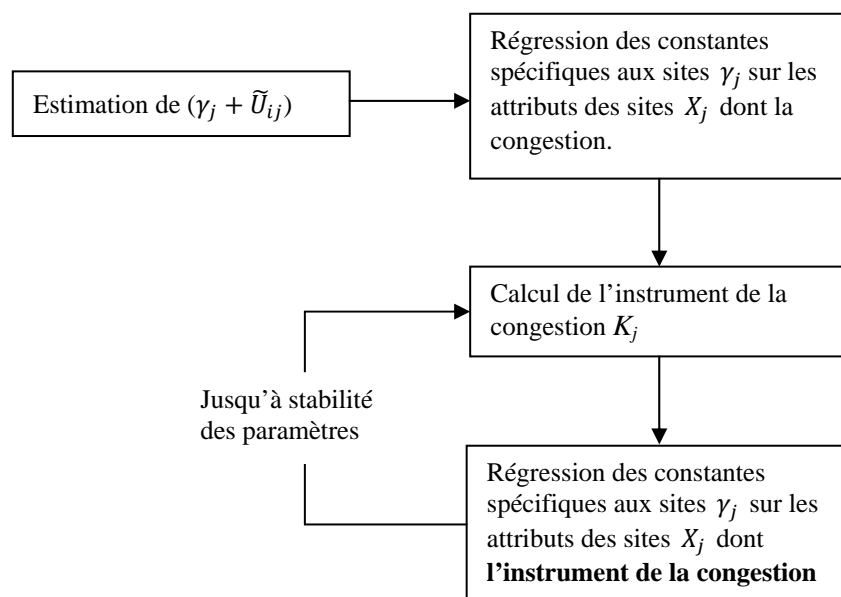 Régression des constantes
spécifiques aux sites γ_j sur les
attributs des sites X_j dont la
congestion.
Estimation de (γ_j + Ũ_ij)
Calcul de l'instrument de la
congestion K_j
Jusqu'à stabilité
des paramètres
Régression des constantes
spécifiques aux sites γ_j sur les
attributs des sites X_j dont
l'instrument de la congestion